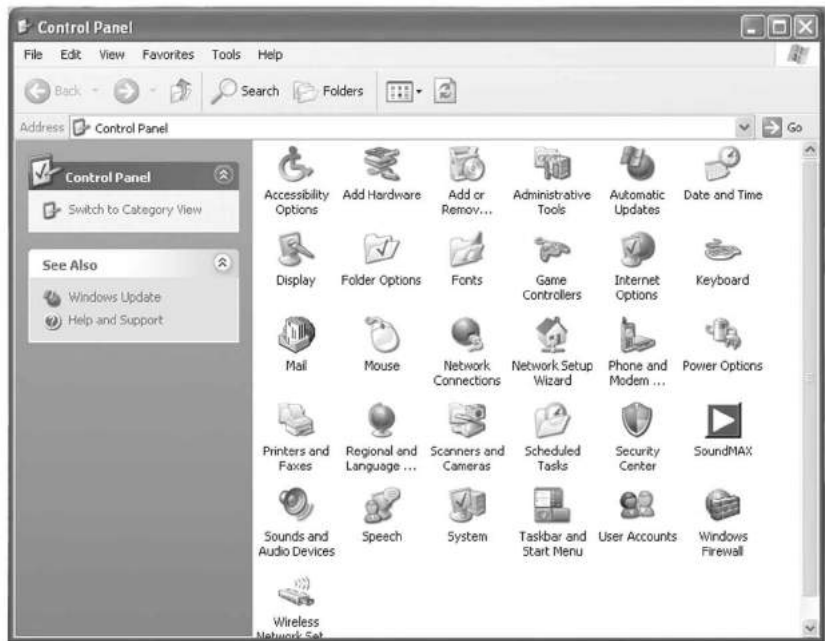 Control Panel
File Edit View Favorites Tools Help
Back Search Folders
Address Control Panel Go
Control Panel
Switch to Category View
See Also
Windows Update
Help and Support
Accessibility Options
Add Hardware
Add or Remov...
Administrative Tools
Automatic Updates
Date and Time
Display
Folder Options
Fonts
Game Controllers
Internet Options
Keyboard
Mail
Mouse
Network Connections
Network Setup Wizard
Phone and Modem ...
Power Options
Printers and Faxes
Regional and Language ...
Scanners and Cameras
Scheduled Tasks
Security Center
SoundMAX
Sounds and Audio Devices
Speech
System
Taskbar and Start Menu
User Accounts
Windows Firewall
Wireless Network Set...